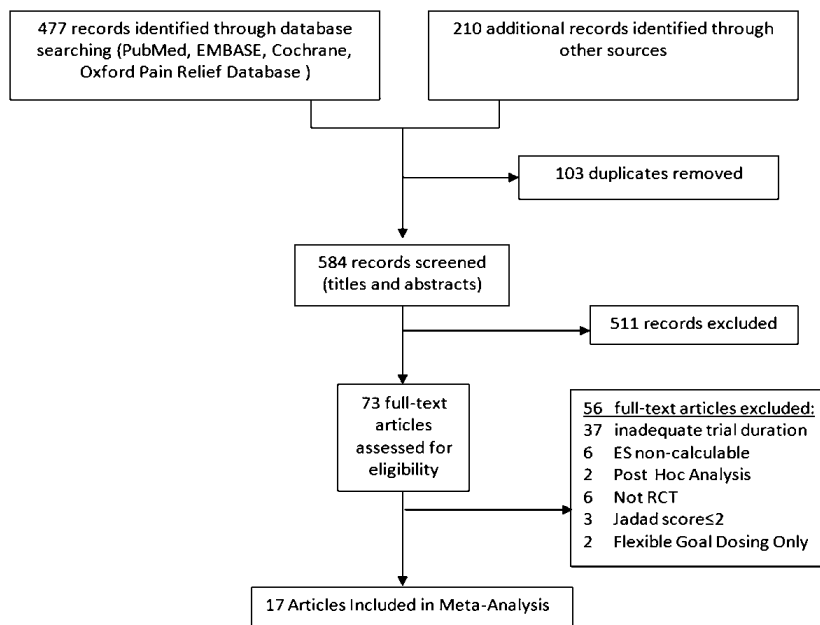 477 records identified through database
searching (PubMed, EMBASE, Cochrane,
Oxford Pain Relief Database )
210 additional records identified through
other sources
103 duplicates removed
584 records screened
(titles and abstracts)
511 records excluded
73 full-text
articles
assessed for
eligibility
56 full-text articles excluded:
37 inadequate trial duration
6 ES non-calculable
2 Post Hoc Analysis
6 Not RCT
3 Jadad score≤2
2 Flexible Goal Dosing Only
17 Articles Included in Meta-Analysis